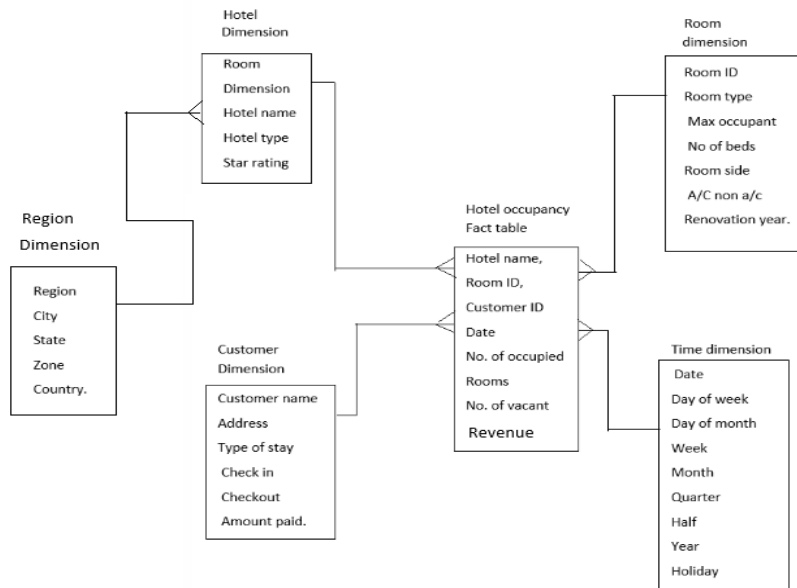 Hotel
Dimension
Room
Dimension
Hotel name
Hotel type
Star rating
Room
dimension
Room ID
Room type
Max occupant
No of beds
Room side
A/C non a/c
Renovation year.
Region
Dimension
Region
City
State
Zone
Country.
Hotel occupancy
Fact table
Hotel name,
Room ID,
Customer ID
Date
No. of occupied
Rooms
No. of vacant
Revenue
Customer
Dimension
Customer name
Address
Type of stay
Check in
Checkout
Amount paid.
Time dimension
Date
Day of week
Day of month
Week
Month
Quarter
Half
Year
Holiday